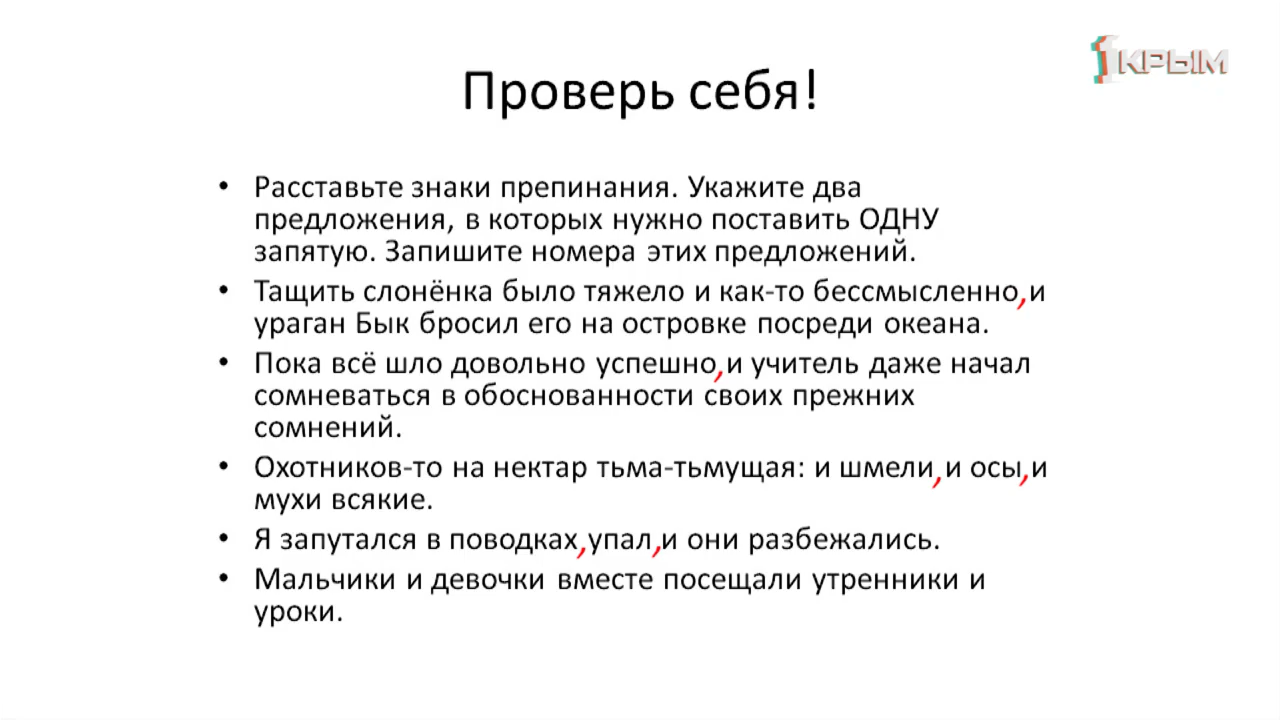 1КРЫМ
Проверь себя!
• Расставьте знаки препинания. Укажите два
предложения, в которых нужно поставить ОДНУ
запятую. Запишите номера этих предложений.
• Тащить слонёнка было тяжело и как-то бессмысленно,и
ураган Бык бросил его на островке посреди океана.
• Пока всё шло довольно успешно,и учитель даже начал
сомневаться в обоснованности своих прежних
сомнений.
• Охотников-то на нектар тьма-тьмущая: и шмели,и осы,и
мухи всякие.
• Я запутался в поводках,упал,и они разбежались.
• Мальчики и девочки вместе посещали утренники и
уроки.